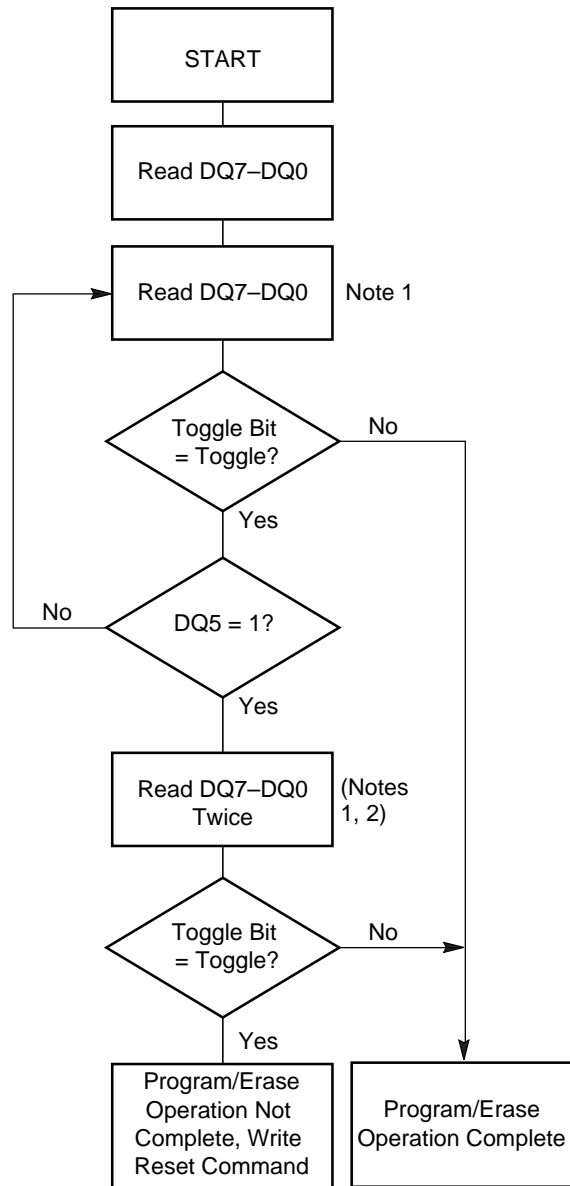 START
Read DQ7–DQ0
Read DQ7–DQ0
Note 1
Toggle Bit
= Toggle?
No
Yes
DQ5 = 1?
No
Yes
Read DQ7–DQ0
Twice
(Notes
1, 2)
Toggle Bit
= Toggle?
No
Yes
Program/Erase
Operation Not
Complete, Write
Reset Command
Program/Erase
Operation Complete